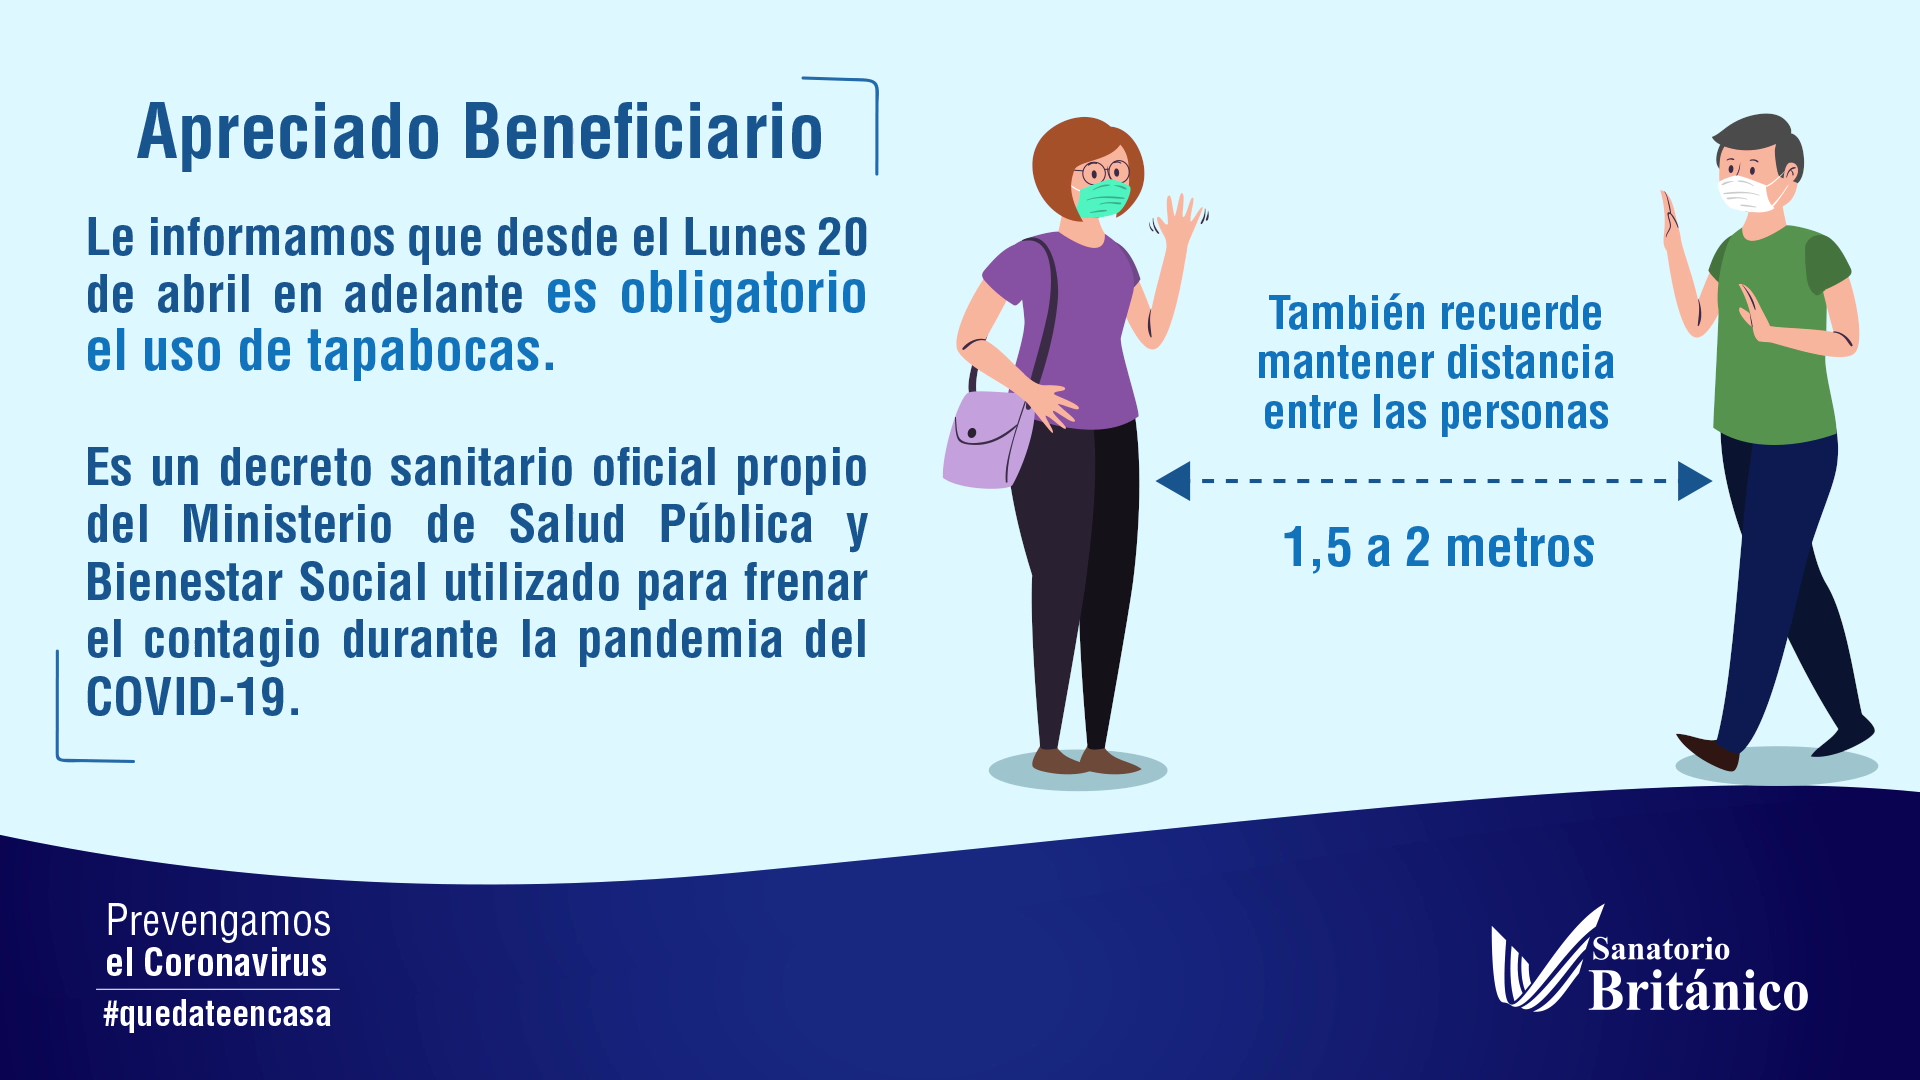 Apreciado Beneficiario
Le informamos que desde el Lunes 20
de abril en adelante es obligatorio
el uso de tapabocas.
Es un decreto sanitario oficial propio
del Ministerio de Salud Pública y
Bienestar Social utilizado para frenar
el contagio durante la pandemia del
COVID-19.
También recuerde
mantener distancia
entre las personas
1,5 a 2 metros
Prevengamos
el Coronavirus
#quedateencasa
Sanatorio
Británico